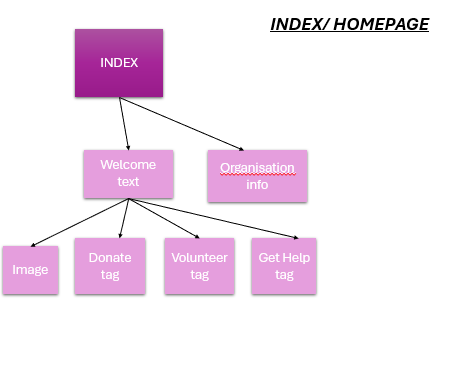 INDEX/ HOMEPAGE
INDEX
Welcome
text
Organisation
info
Image
Donate
tag
Volunteer
tag
Get Help
tag